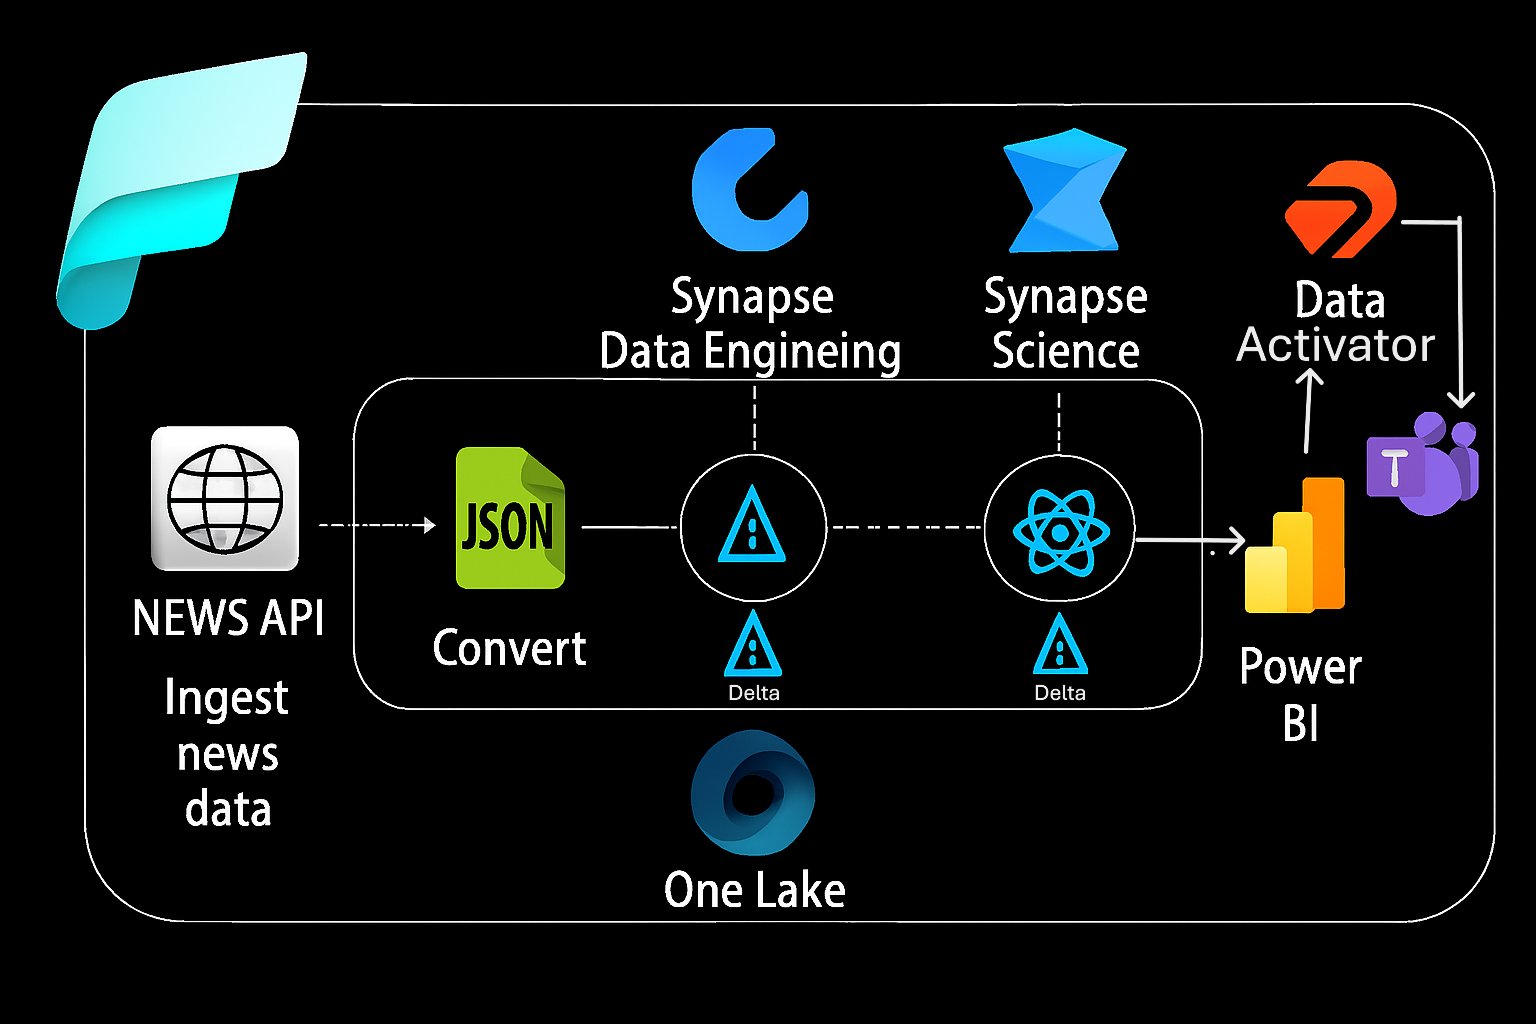 Synapse
Data Engineing
Synapse
Science
Data
Activator
NEWS API
Ingest
news
data
JSON
Convert
Delta
Delta
T
Power
BI
One Lake